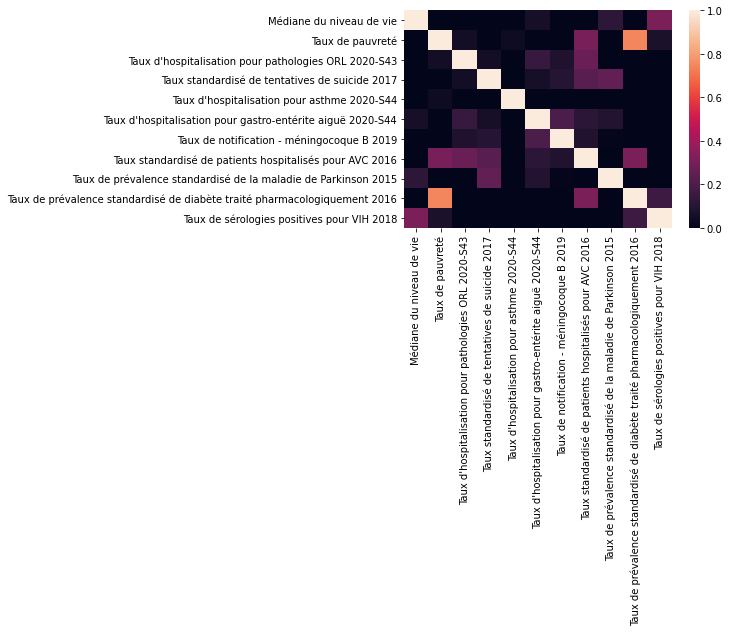 Médiane du niveau de vie
Taux de pauvreté
Taux d'hospitalisation pour pathologies ORL 2020-S43
Taux standardisé de tentatives de suicide 2017
Taux d'hospitalisation pour asthme 2020-S44
Taux d'hospitalisation pour gastro-entérite aiguë 2020-S44
Taux de notification - méningocoque B 2019
Taux standardisé de patients hospitalisés pour AVC 2016
Taux de prévalence standardisé de la maladie de Parkinson 2015
Taux de prévalence standardisé de diabète traité pharmacologiquement 2016
Taux de sérologies positives pour VIH 2018
1.0
0.8
0.6
0.4
0.2
0.0
Médiane du niveau de vie
Taux de pauvreté
Taux d'hospitalisation pour pathologies ORL 2020-S43
Taux standardisé de tentatives de suicide 2017
Taux d'hospitalisation pour asthme 2020-S44
Taux d'hospitalisation pour gastro-entérite aiguë 2020-S44
Taux de notification - méningocoque B 2019
Taux standardisé de patients hospitalisés pour AVC 2016
Taux de prévalence standardisé de la maladie de Parkinson 2015
Taux de prévalence standardisé de diabète traité pharmacologiquement 2016
Taux de sérologies positives pour VIH 2018